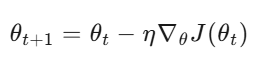 θ_{t+1} = θ_t − η∇_θ J(θ_t)